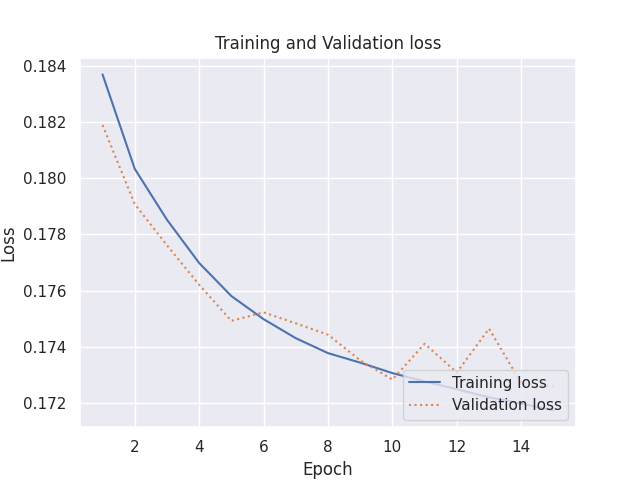 Training and Validation loss
0.184
0.182
0.180
0.178
0.176
0.174
0.172
Loss
2 4 6 8 10 12 14
Epoch
Training loss
Validation loss